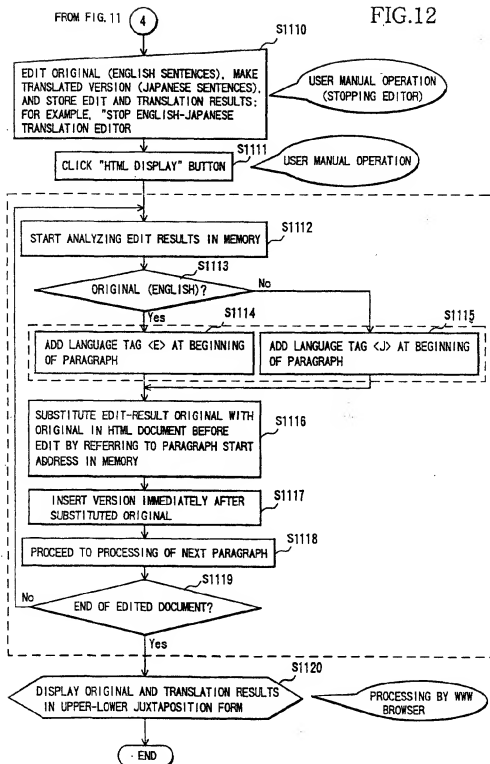 FROM FIG.11
4
FIG.12
S1110
EDIT ORIGINAL (ENGLISH SENTENCES), MAKE
TRANSLATED VERSION (JAPANESE SENTENCES),
AND STORE EDIT AND TRANSLATION RESULTS:
FOR EXAMPLE, "STOP ENGLISH-JAPANESE
TRANSLATION EDITOR
USER MANUAL OPERATION
(STOPPING EDITOR)
S1111
CLICK "HTML DISPLAY" BUTTON
USER MANUAL OPERATION
S1112
START ANALYZING EDIT RESULTS IN MEMORY
S1113
ORIGINAL (ENGLISH)?
No
Yes
S1114
ADD LANGUAGE TAG <E> AT BEGINNING
OF PARAGRAPH
S1115
ADD LANGUAGE TAG <J> AT BEGINNING
OF PARAGRAPH
S1116
SUBSTITUTE EDIT-RESULT ORIGINAL WITH
ORIGINAL IN HTML DOCUMENT BEFORE
EDIT BY REFERRING TO PARAGRAPH START
ADDRESS IN MEMORY
S1117
INSERT VERSION IMMEDIATELY AFTER
SUBSTITUTED ORIGINAL
S1118
PROCEED TO PROCESSING OF NEXT PARAGRAPH
S1119
No
END OF EDITED DOCUMENT?
Yes
S1120
DISPLAY ORIGINAL AND TRANSLATION RESULTS
IN UPPER-LOWER JUXTAPOSITION FORM
PROCESSING BY WWW
BROWSER
END